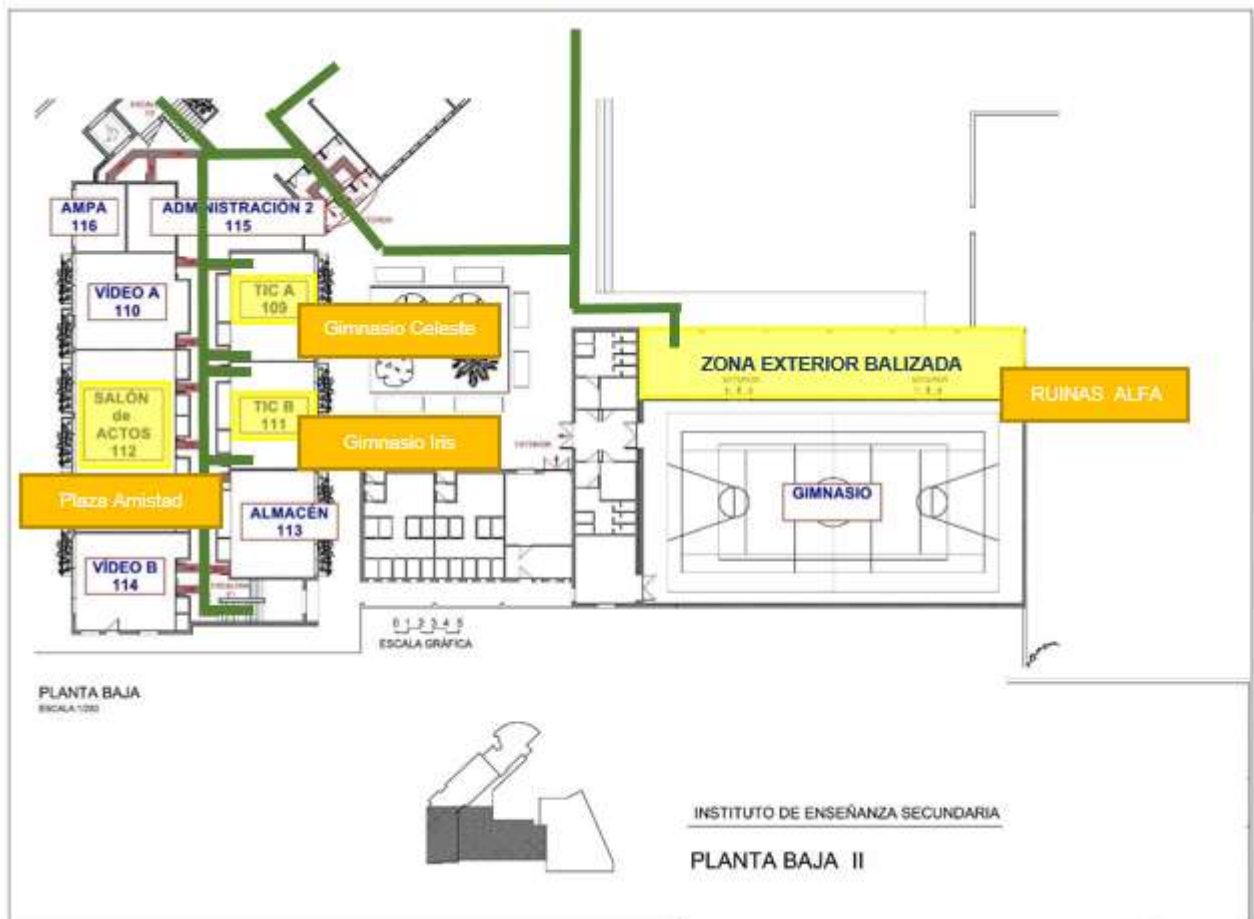 AMPA
116
ADMINISTRACIÓN 2
115
VÍDEO A
110
TIC A
109
Gimnasio Celeste
ZONA EXTERIOR BALIZADA
RUINAS ALFA
SALÓN
de
ACTOS
112
TIC B
111
Gimnasio Iris
Plaza Amistad
ALMACÉN
113
GIMNASIO
VÍDEO B
114
EXTERIOR
0 1 2 3 4 5
ESCALA GRÁFICA
PLANTA BAJA
INSTITUTO DE ENSEÑANZA SECUNDARIA
PLANTA BAJA II